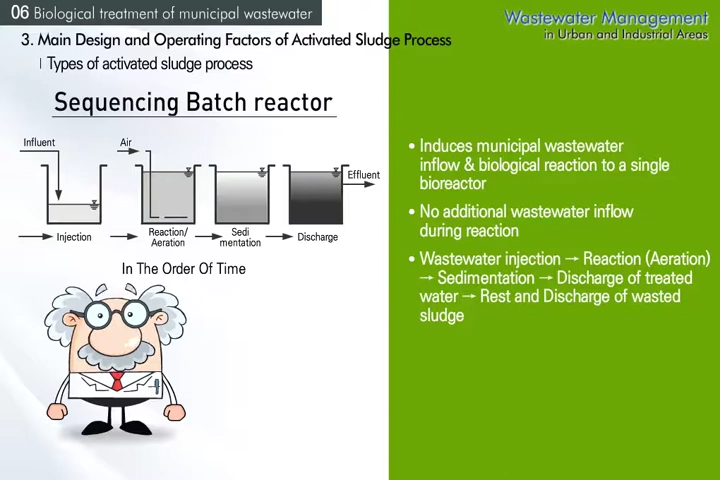 06 Biological treatment of municipal wastewater
Wastewater Management
in Urban and Industrial Areas
3. Main Design and Operating Factors of Activated Sludge Process
| Types of activated sludge process
Sequencing Batch reactor
Influent
Air
Effluent
Injection
Reaction/
Aeration
Sedi
mentation
Discharge
In The Order Of Time
• Induces municipal wastewater
inflow & biological reaction to a single
bioreactor
• No additional wastewater inflow
during reaction
• Wastewater injection → Reaction (Aeration)
→ Sedimentation → Discharge of treated
water → Rest and Discharge of wasted
sludge